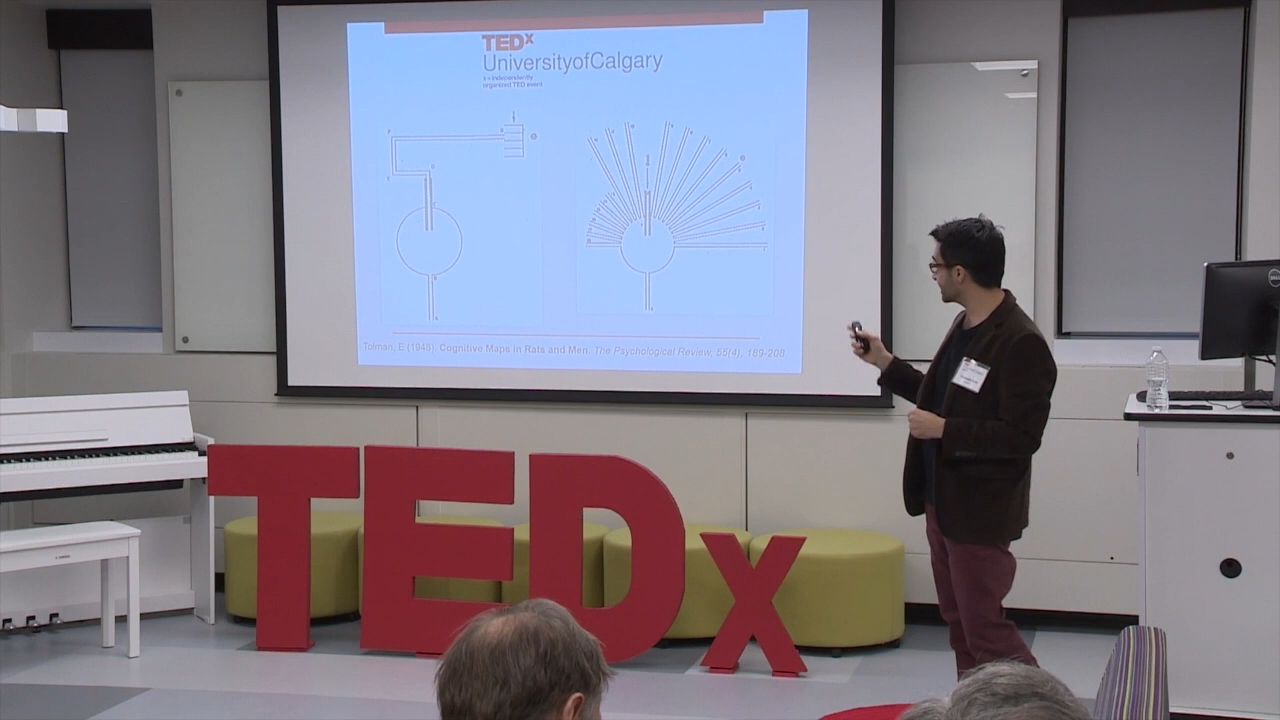 TEDx
UniversityofCalgary
x = independently
organized TED event
Tolman, E (1948). Cognitive Maps in Rats and Men. The Psychological Review, 55(4), 189-208
TEDx
DELL